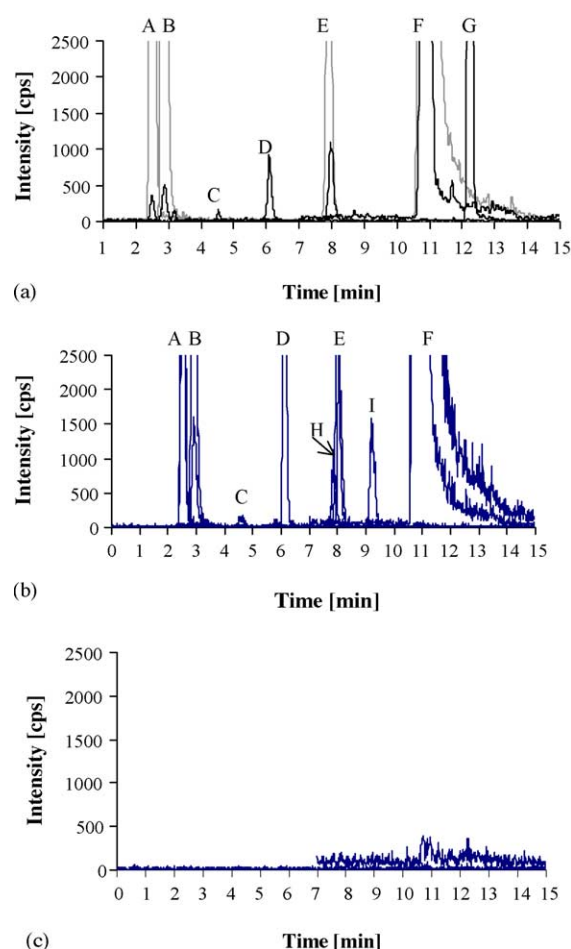 A B E F G
2500
2000
1500
1000
500
0
Intensity [cps]
D
C
1 2 3 4 5 6 7 8 9 10 11 12 13 14 15
(a) Time [min]
A B D E F
2500
2000
1500
1000
500
0
Intensity [cps]
I
H
C
0 1 2 3 4 5 6 7 8 9 10 11 12 13 14 15
(b) Time [min]
2500
2000
1500
1000
500
0
Intensity [cps]
0 1 2 3 4 5 6 7 8 9 10 11 12 13 14 15
(c) Time [min]